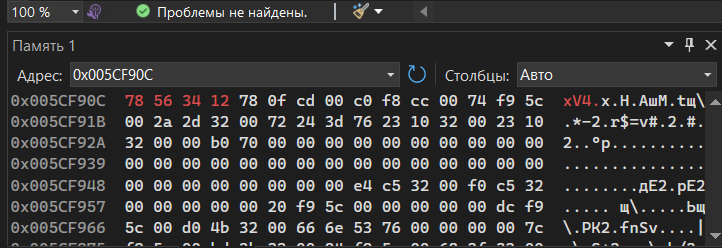 100 % Проблемы не найдены.
Память 1
Адрес: 0x005CF90C Столбцы: Авто
0x005CF90C 78 56 34 12 78 0f cd 00 c0 f8 cc 00 74 f9 5c xV4.x.Н.АшМ.tщ\
0x005CF91B 00 2a 2d 32 00 72 24 3d 76 23 10 32 00 23 10 .*-2.r$=v#.2.#.
0x005CF92A 32 00 00 b0 70 00 00 00 00 00 00 00 00 00 00 2..°p..........
0x005CF939 00 00 00 00 00 00 00 00 00 00 00 00 00 00 00 ...............
0x005CF948 00 00 00 00 00 00 00 e4 c5 32 00 f0 c5 32 .......дЕ2.рЕ2
0x005CF957 00 00 00 00 00 20 f9 5c 00 00 00 00 00 dc f9 ..... щ\.....Ьщ
0x005CF966 5c 00 d0 4b 32 00 66 6e 53 76 00 00 00 00 7c \.РК2.fnSv....|